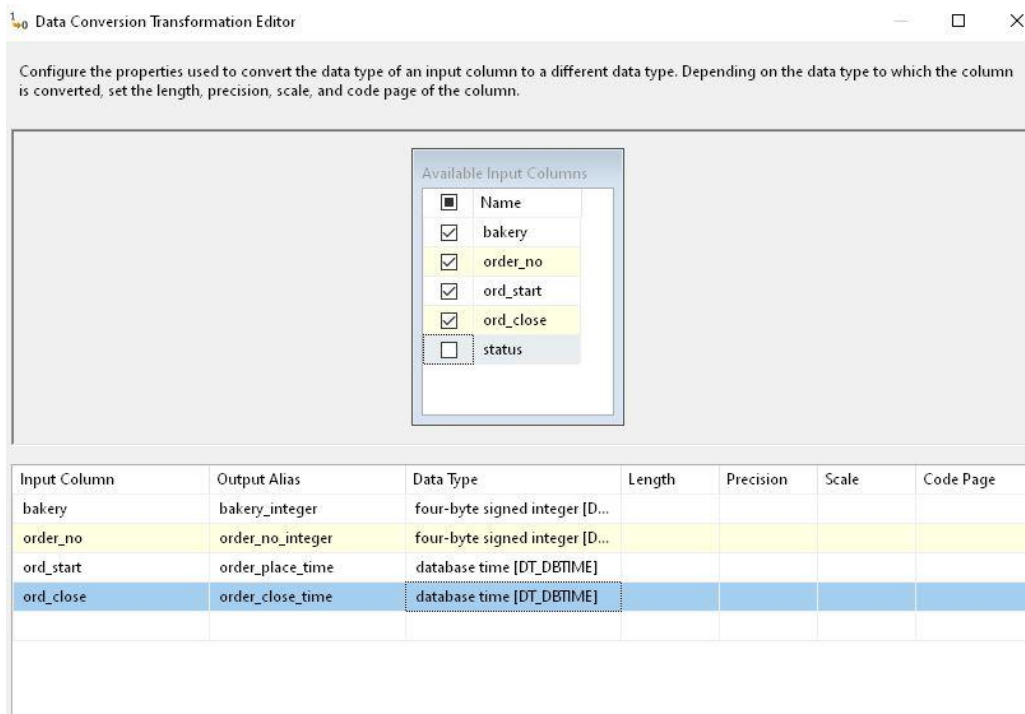 Data Conversion Transformation Editor
Configure the properties used to convert the data type of an input column to a different data type. Depending on the data type to which the column
is converted, set the length, precision, scale, and code page of the column.
Available Input Columns
Name
bakery
order_no
ord_start
ord_close
status
Input Column Output Alias Data Type Length Precision Scale Code Page
bakery bakery_integer four-byte signed integer [D...
order_no order_no_integer four-byte signed integer [D...
ord_start order_place_time database time [DT_DBTIME]
ord_close order_close_time database time [DT_DBTIME]